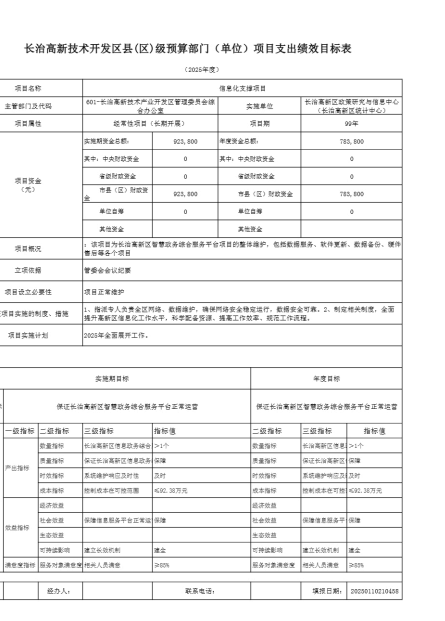 长治高新技术开发区县(区)级预算部门（单位）项目支出绩效目标表
（2025年度）
项目名称 信息化支撑项目
主管部门及代码 601-长治高新技术产业开发区管理委员会综合办公室 实施单位 长治高新区政策研究与信息中心（长治高新区统计中心）
项目属性 经常性项目（长期开展） 项目期 99年
项目资金（元） 实施期资金总额： 923,800 年度资金总额： 783,800
其中：中央财政资金 0 其中：中央财政资金 0
省级财政资金 0 省级财政资金 0
市县（区）财政资金 923,800 市县（区）财政资金 783,800
单位自筹 0 单位自筹 0
其他资金 其他资金
项目概况 ：该项目为长治高新区智慧政务综合服务平台项目的整体维护，包括数据服务、软件更新、数据备份、硬件售后等各个项目
立项依据 管委会会议纪要
项目设立必要性 项目正常维护
项目实施的制度、措施 1、指派专人负责全区网络、数据维护，确保网络安全稳定运行，数据安全可靠。2、制定相关制度，全面提升高新区信息化工作水平，科学配备资源、提高工作效率、规范工作流程。
项目实施计划 2025年全面展开工作。
实施期目标 年度目标
保证长治高新区智慧政务综合服务平台正常运营 保证长治高新区智慧政务综合服务平台正常运营
一级指标 二级指标 三级指标 指标值 二级指标 三级指标 指标值
产出指标 数量指标 长治高新区信息政务综合 >1个 数量指标 长治高新区信息 >1个
质量指标 保证长治高新区信息政务 保障 质量指标 保证长治高新区 保障
时效指标 系统维护响应及时性 及时 时效指标 系统维护响应及 及时
成本指标 控制成本在可控范围 ≤92.38万元 成本指标 控制成本在可控 ≤92.38万元
效益指标 经济效益 经济效益
社会效益 保障信息服务平台正常运 保障 社会效益 保障信息服务平 保障
生态效益 生态效益
可持续影响 建立长效机制 建全 可持续影响 建立长效机制 建全
满意度指标 服务对象满意度 相关人员满意 ≥85% 服务对象满意度 相关人员满意 ≥85%
经办人： 联系电话： 填报日期： 20250110210458